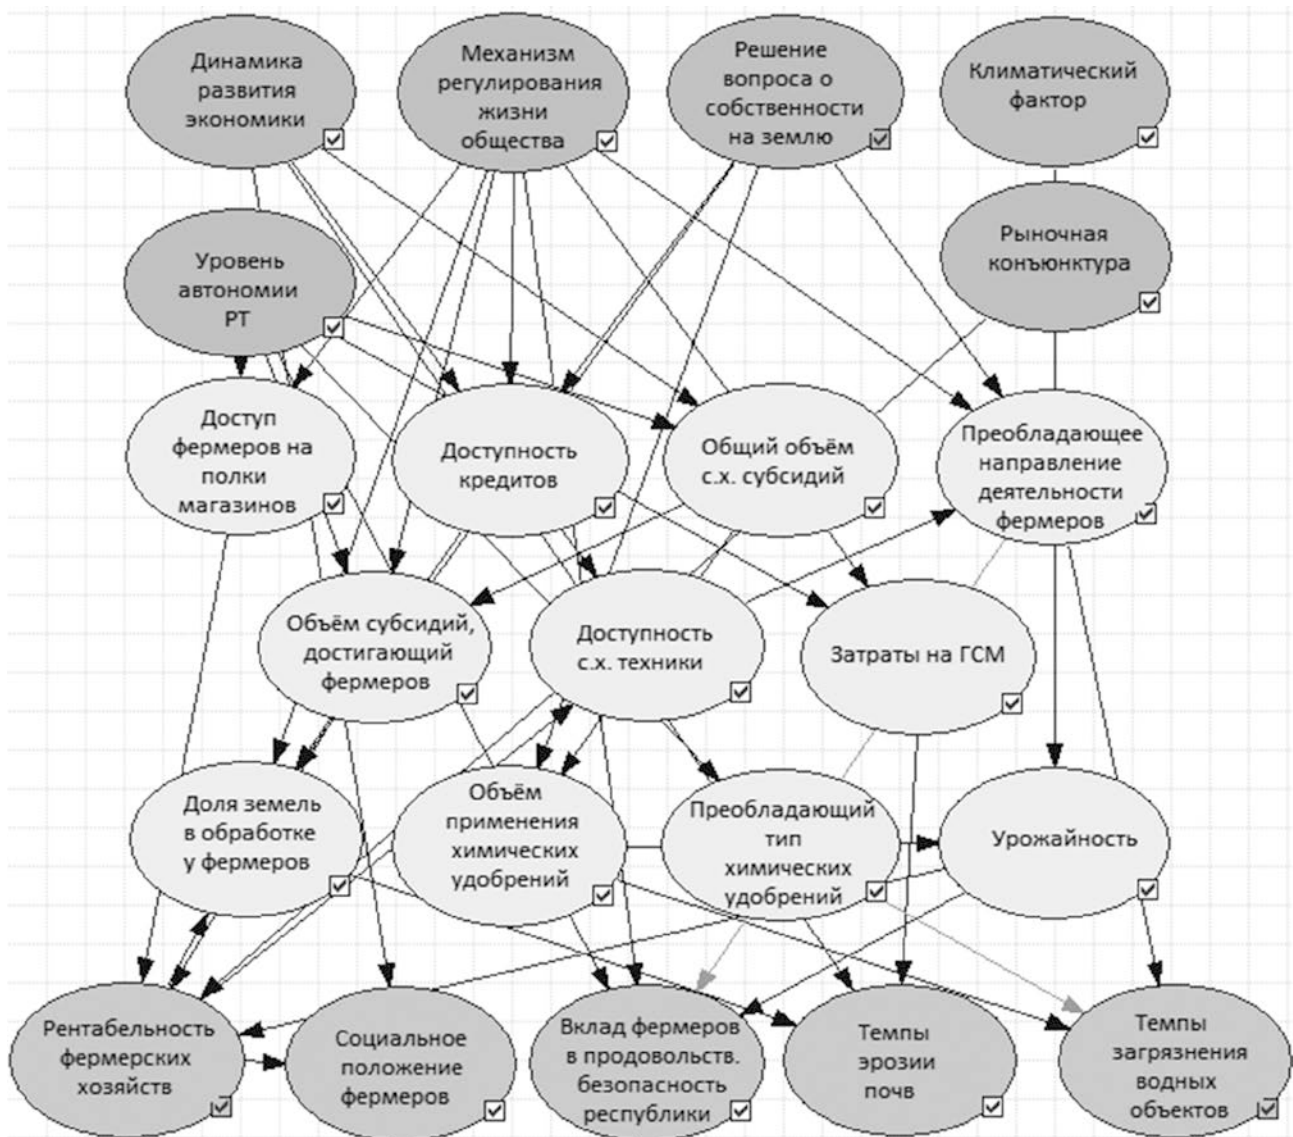 Динамика
развития
экономики
Механизм
регулирования
жизни
общества
Решение
вопроса о
собственности
на землю
Климатический
фактор
Уровень
автономии
РТ
Рыночная
конъюнктура
Доступ
фермеров на
полки
магазинов
Доступность
кредитов
Общий объём
с.х. субсидий
Преобладающее
направление
деятельности
фермеров
Объём субсидий,
достигающий
фермеров
Доступность
с.х. техники
Затраты на ГСМ
Доля земель
в обработке
у фермеров
Объём
применения
химических
удобрений
Преобладающий
тип
химических
удобрений
Урожайность
Рентабельность
фермерских
хозяйств
Социальное
положение
фермеров
Вклад фермеров
в продовольств.
безопасность
республики
Темпы
эрозии
почв
Темпы
загрязнения
водных
объектов